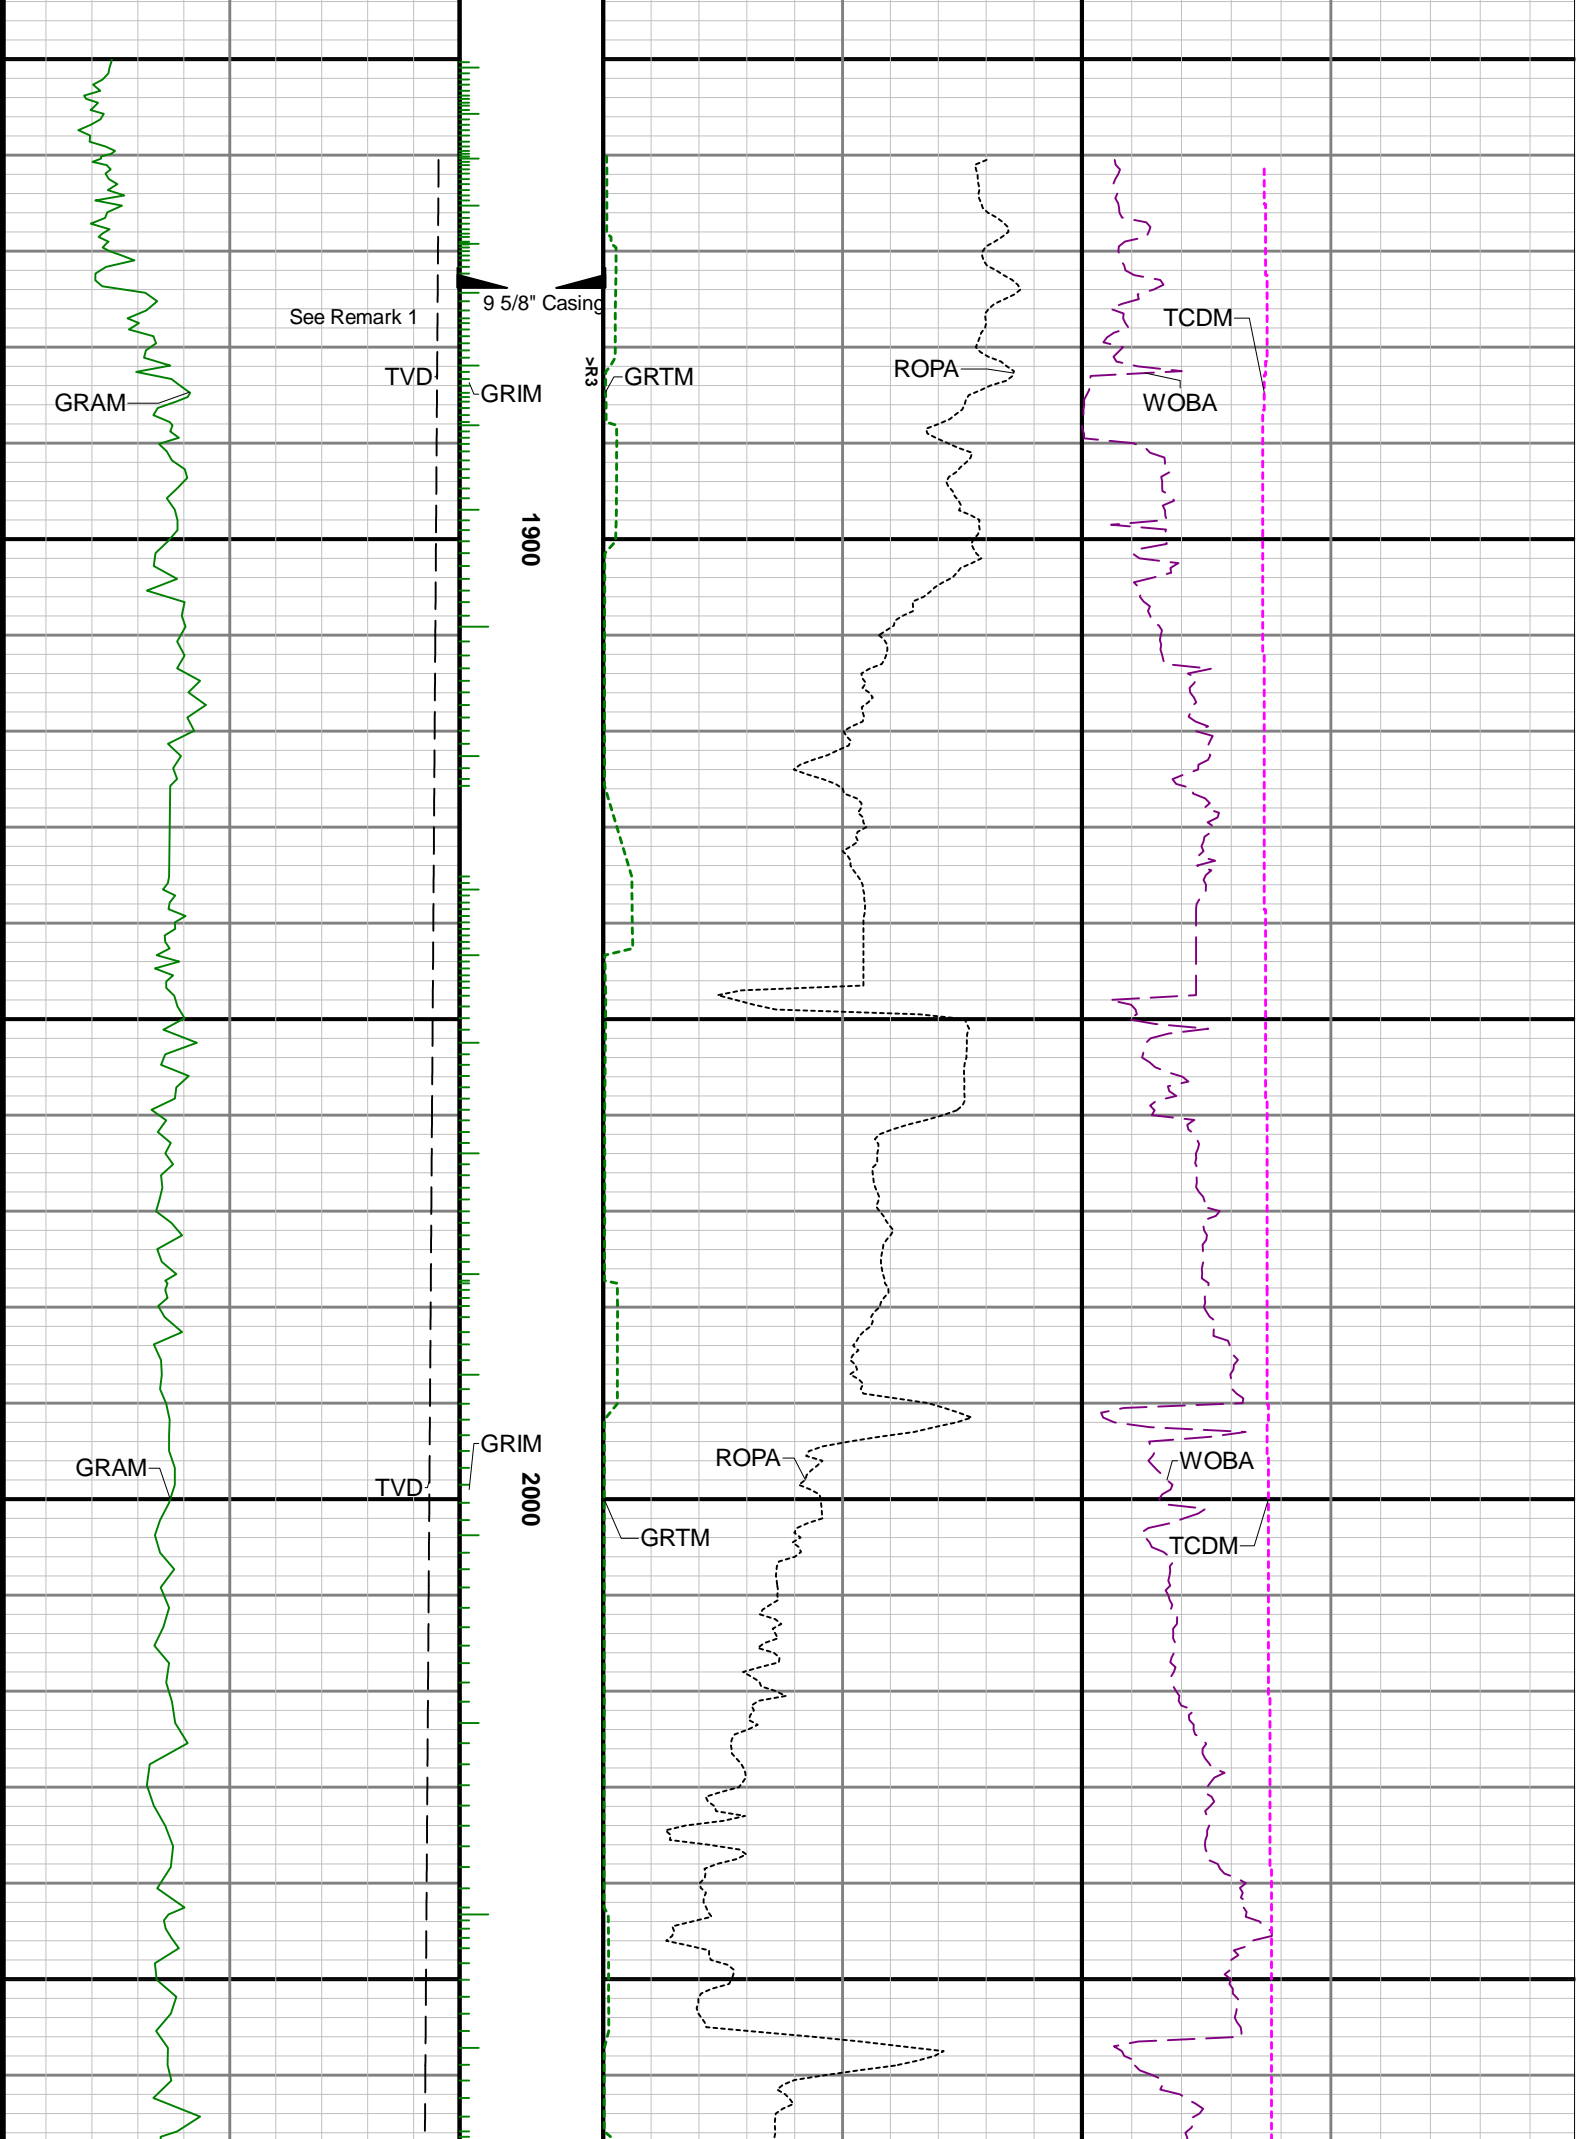 9 5/8" Casing
See Remark 1
TCDM
>R3
ROPA
TVD
GRTM
GRIM
GRAM
WOBA
1900
GRIM
ROPA
WOBA
GRAM
TVD
2000
GRTM
TCDM